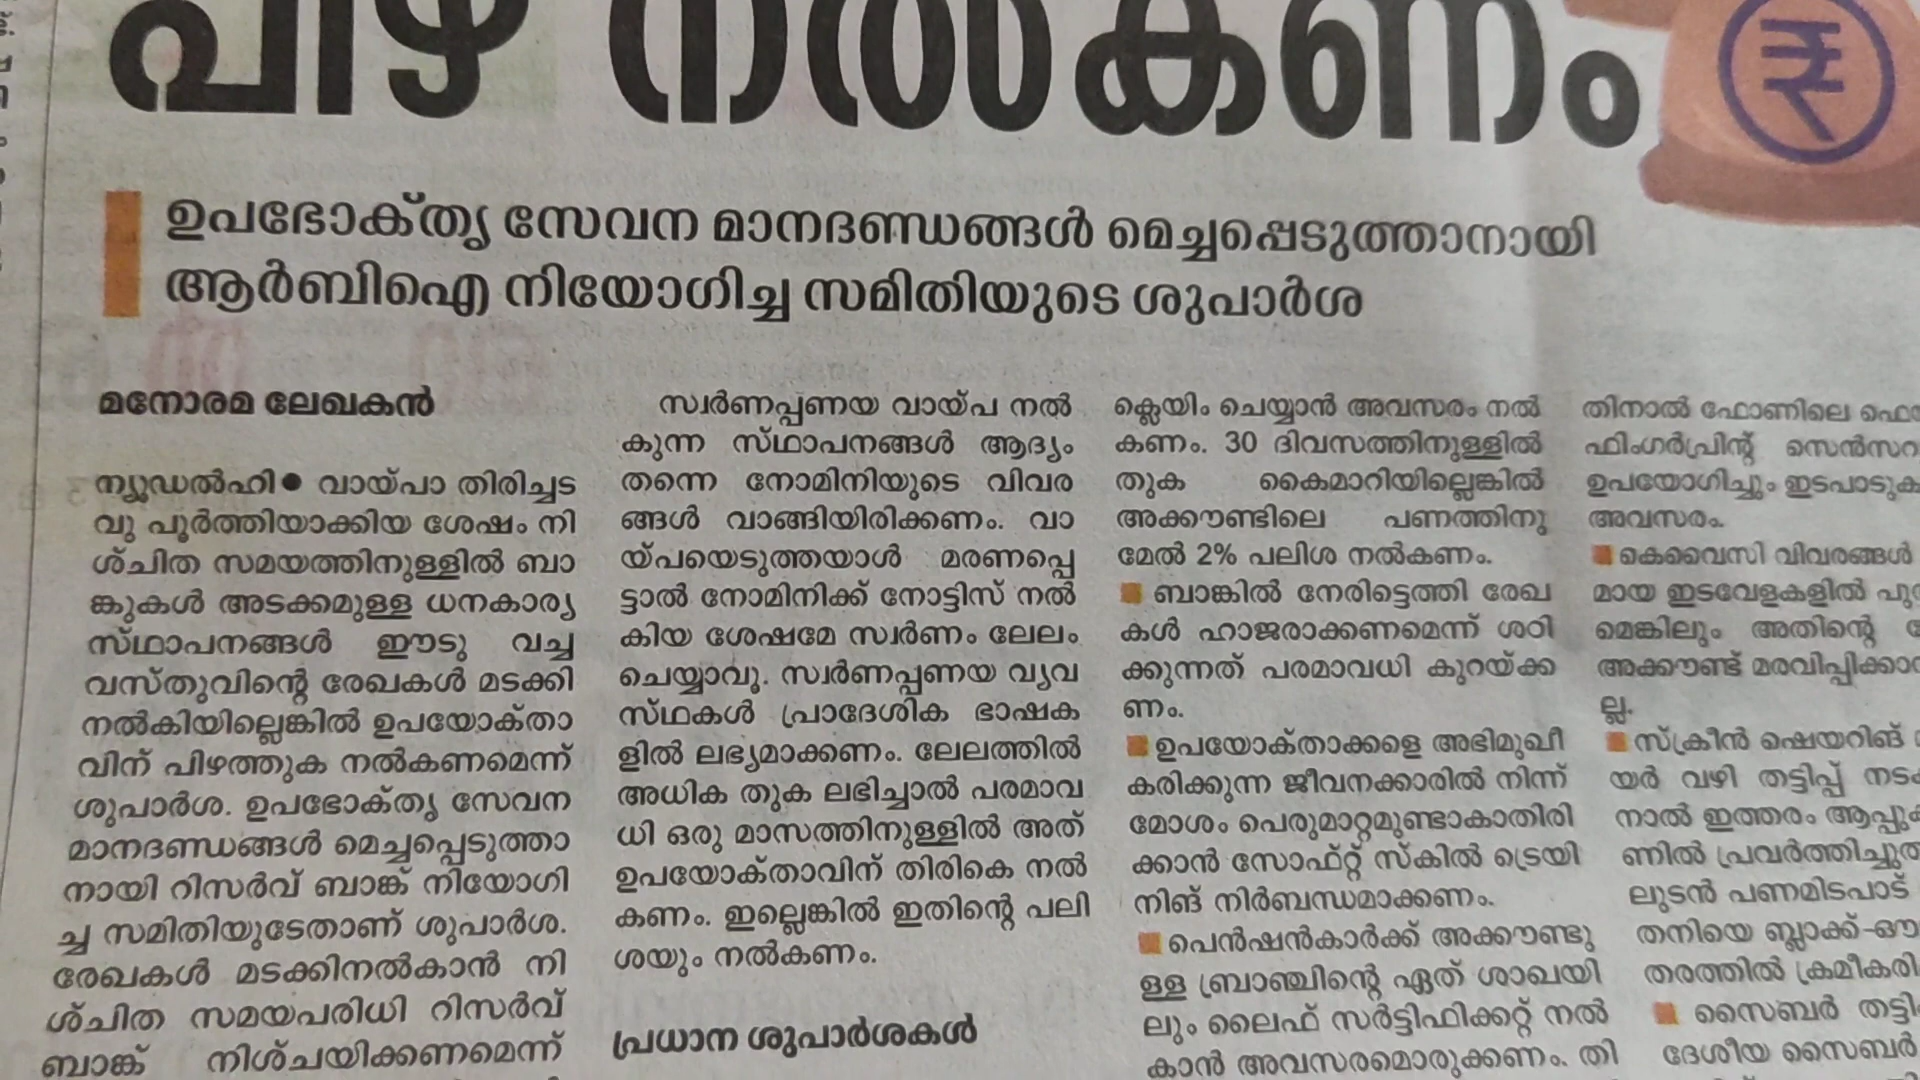 പിഴ നൽകണം
ഉപഭോക്തൃ സേവന മാനദണ്ഡങ്ങൾ മെച്ചപ്പെടുത്താനായി
ആർബിഐ നിയോഗിച്ച സമിതിയുടെ ശുപാർശ
മനോരമ ലേഖകൻ
ന്യൂഡൽഹി● വായ്പാ തിരിച്ചട
വു പൂർത്തിയാക്കിയ ശേഷം നി
ശ്ചിത സമയത്തിനുള്ളിൽ ബാ
ങ്കുകൾ അടക്കമുള്ള ധനകാര്യ
സ്ഥാപനങ്ങൾ ഈടു വച്ച
വസ്തുവിന്റെ രേഖകൾ മടക്കി
നൽകിയില്ലെങ്കിൽ ഉപയോക്താ
വിന് പിഴത്തുക നൽകണമെന്ന്
ശുപാർശ. ഉപഭോക്തൃ സേവന
മാനദണ്ഡങ്ങൾ മെച്ചപ്പെടുത്താ
നായി റിസർവ് ബാങ്ക് നിയോഗി
ച്ച സമിതിയുടേതാണ് ശുപാർശ.
രേഖകൾ മടക്കിനൽകാൻ നി
ശ്ചിത സമയപരിധി റിസർവ്
ബാങ്ക് നിശ്ചയിക്കണമെന്ന്
സ്വർണപ്പണയ വായ്പ നൽ
കുന്ന സ്ഥാപനങ്ങൾ ആദ്യം
തന്നെ നോമിനിയുടെ വിവര
ങ്ങൾ വാങ്ങിയിരിക്കണം. വാ
യ്പയെടുത്തയാൾ മരണപ്പെ
ട്ടാൽ നോമിനിക്ക് നോട്ടിസ് നൽ
കിയ ശേഷമേ സ്വർണം ലേലം
ചെയ്യാവൂ. സ്വർണപ്പണയ വ്യവ
സ്ഥകൾ പ്രാദേശിക ഭാഷക
ളിൽ ലഭ്യമാക്കണം. ലേലത്തിൽ
അധിക തുക ലഭിച്ചാൽ പരമാവ
ധി ഒരു മാസത്തിനുള്ളിൽ അത്
ഉപയോക്താവിന് തിരികെ നൽ
കണം. ഇല്ലെങ്കിൽ ഇതിന്റെ പലി
ശയും നൽകണം.
പ്രധാന ശുപാർശകൾ
ക്ലെയിം ചെയ്യാൻ അവസരം നൽ
കണം. 30 ദിവസത്തിനുള്ളിൽ
തുക കൈമാറിയില്ലെങ്കിൽ
അക്കൗണ്ടിലെ പണത്തിനു
മേൽ 2% പലിശ നൽകണം.
■ ബാങ്കിൽ നേരിട്ടെത്തി രേഖ
കൾ ഹാജരാക്കണമെന്ന് ശഠി
ക്കുന്നത് പരമാവധി കുറയ്ക്ക
ണം.
■ ഉപയോക്താക്കളെ അഭിമുഖീ
കരിക്കുന്ന ജീവനക്കാരിൽ നിന്ന്
മോശം പെരുമാറ്റമുണ്ടാകാതിരി
ക്കാൻ സോഫ്റ്റ് സ്കിൽ ട്രെയി
നിങ് നിർബന്ധമാക്കണം.
■ പെൻഷൻകാർക്ക് അക്കൗണ്ടു
ള്ള ബ്രാഞ്ചിന്റെ ഏത് ശാഖയി
ലും ലൈഫ് സർട്ടിഫിക്കറ്റ് നൽ
കാൻ അവസരമൊരുക്കണം. തി
തിനാൽ ഫോണിലെ
ഫിംഗർപ്രിന്റ് സെൻസറ
ഉപയോഗിച്ചും ഇടപാടുക
അവസരം.
■ കെവൈസി വിവരങ്ങൾ
മായ ഇടവേളകളിൽ പുത
മെങ്കിലും അതിന്റെ
അക്കൗണ്ട് മരവിപ്പിക്കാ
ല്ല.
■ സ്ക്രീൻ ഷെയറിങ്
യർ വഴി തട്ടിപ്പ് നട
നാൽ ഇത്തരം ആപ്പുക
ണിൽ പ്രവർത്തിച്ചു
ലുടൻ പണമിടപാട്
തനിയെ ബ്ലാക്ക്-ഔ
തരത്തിൽ ക്രമീകരി
■ സൈബർ തട്ടി
ദേശീയ സൈബർ